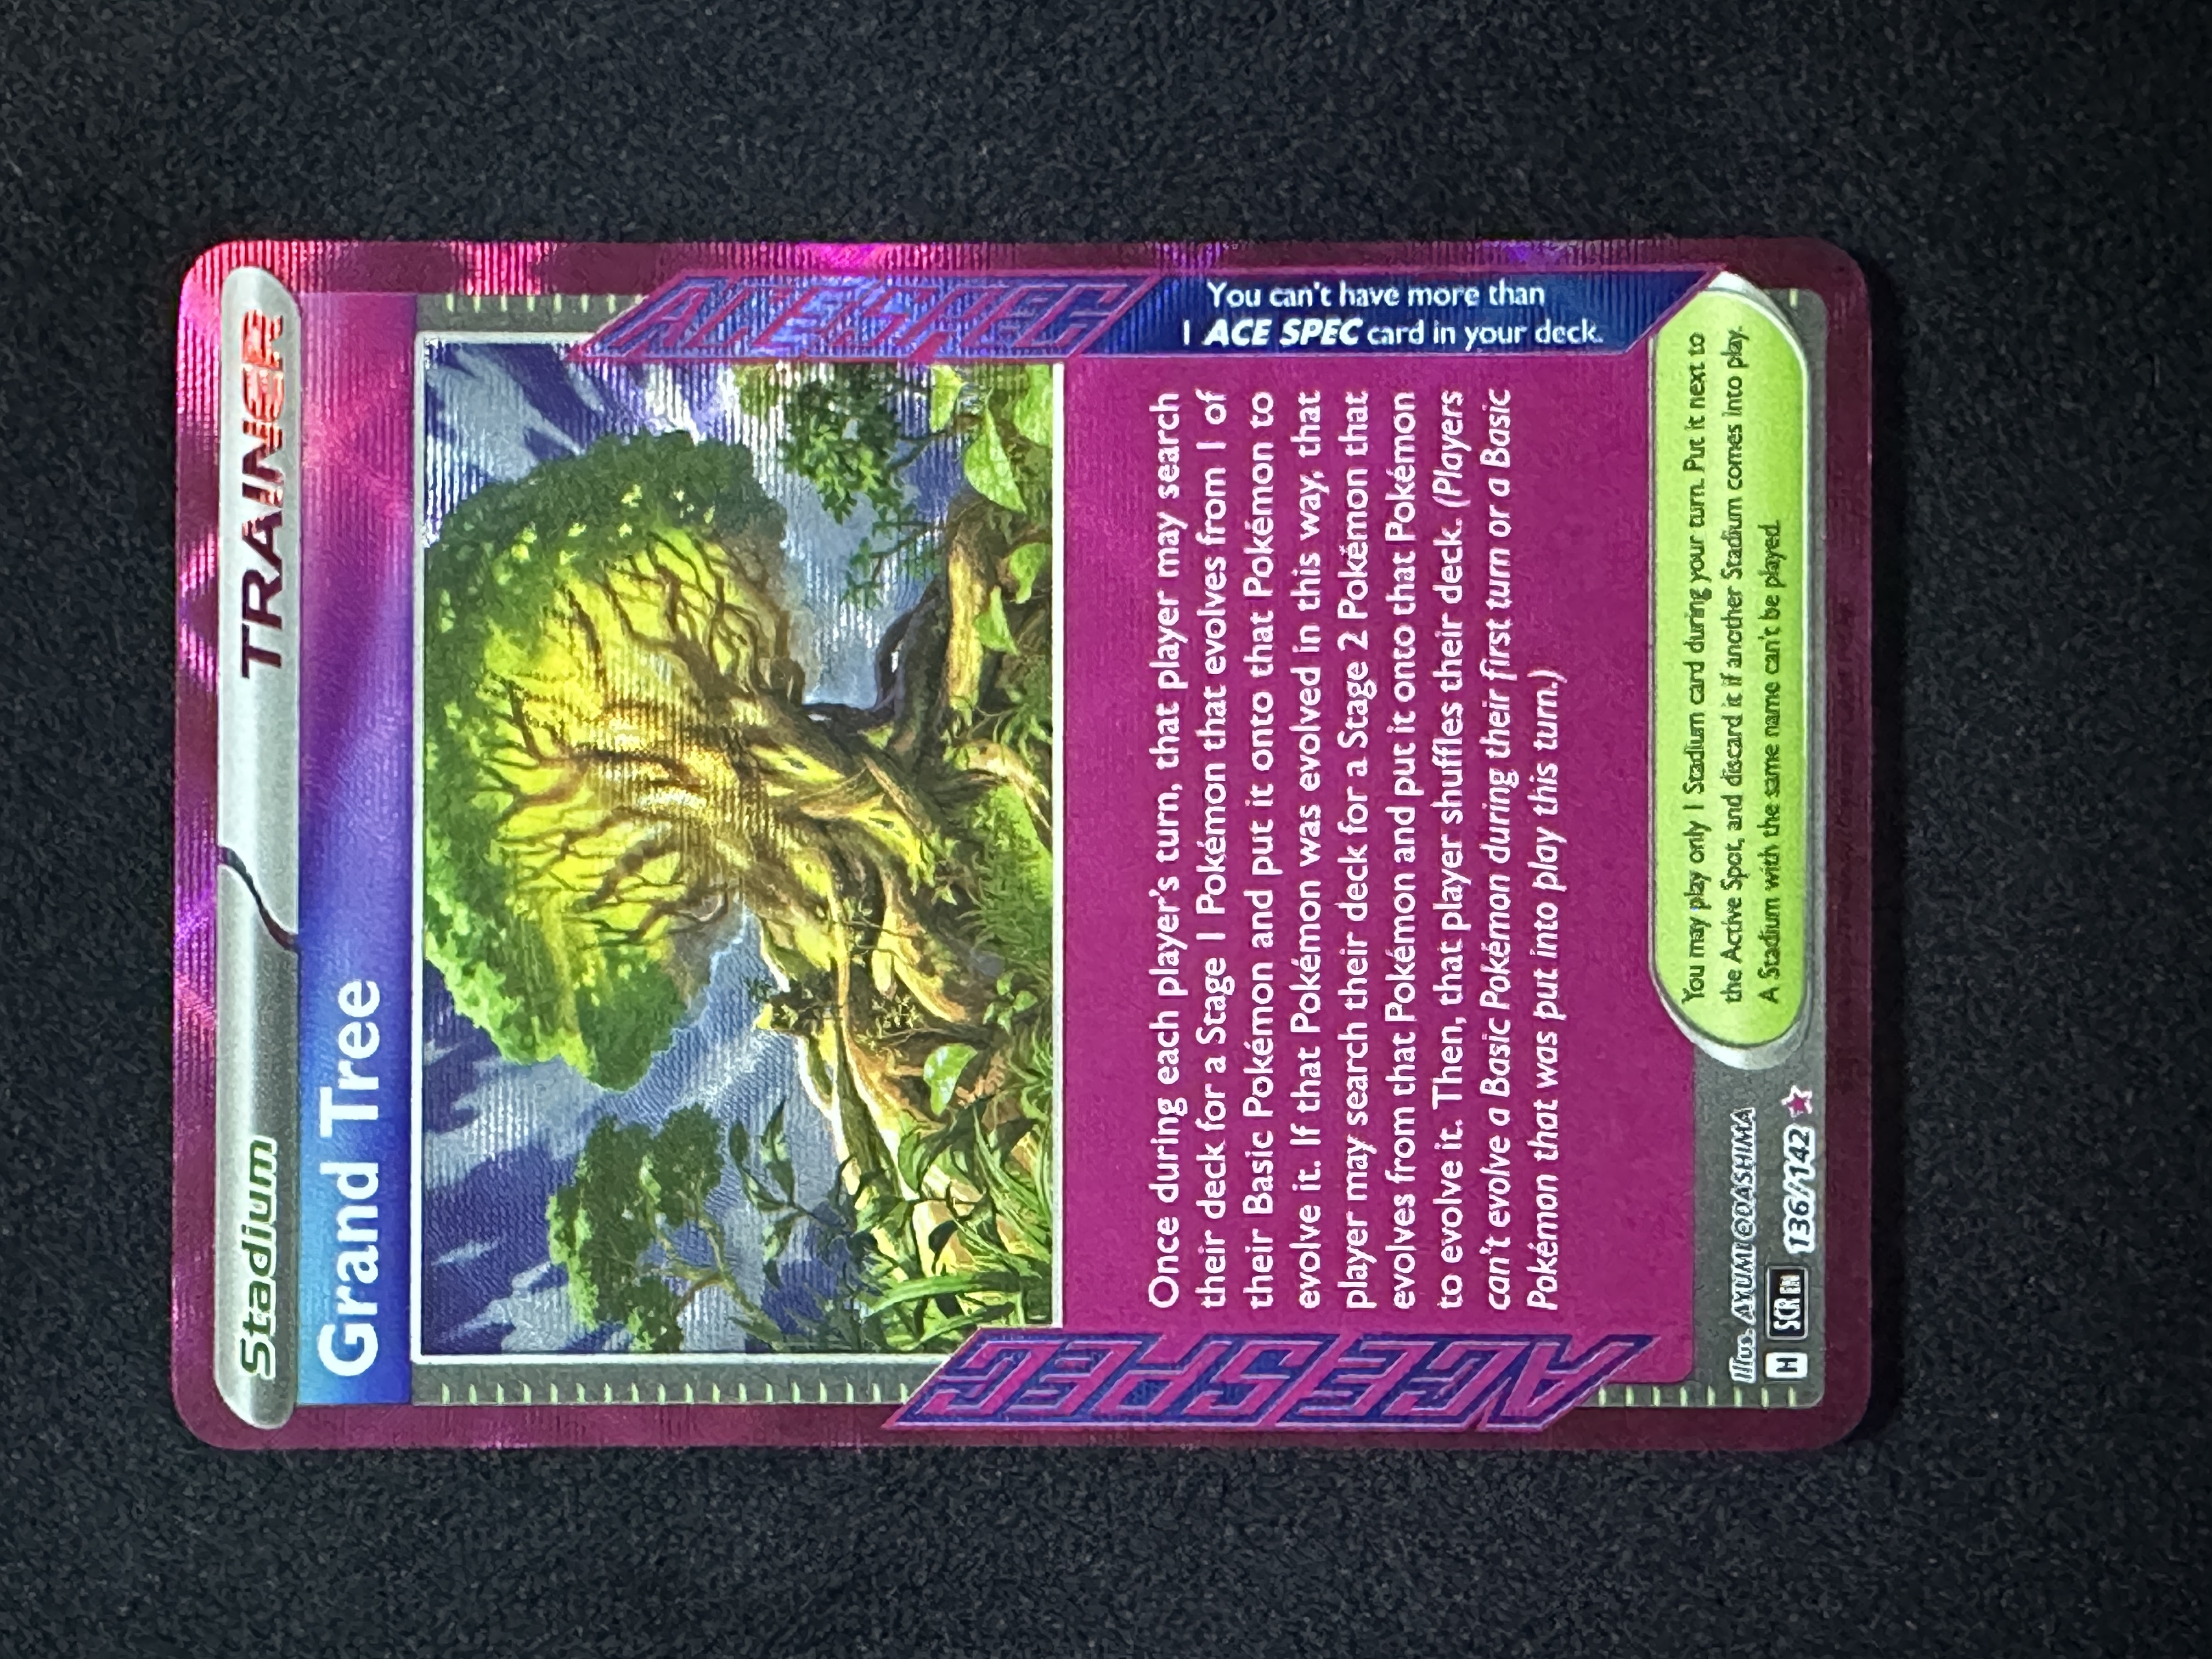 Stadium
TRAINER
Grand Tree
ACE SPEC
You can't have more than
1 ACE SPEC card in your deck.
Once during each player's turn, that player may search
their deck for a Stage 1 Pokémon that evolves from 1 of
their Basic Pokémon and put it onto that Pokémon to
evolve it. If that Pokémon was evolved in this way, that
player may search their deck for a Stage 2 Pokémon that
evolves from that Pokémon and put it onto that Pokémon
to evolve it. Then, that player shuffles their deck. (Players
can't evolve a Basic Pokémon during their first turn or a Basic
Pokémon that was put into play this turn.)
ACE SPEC
You may play only 1 Stadium card during your turn. Put it next to
the Active Spot, and discard it if another Stadium comes into play.
A Stadium with the same name can't be played.
Illus. AYUMI ODASHIMA
H SCR EN 136/142